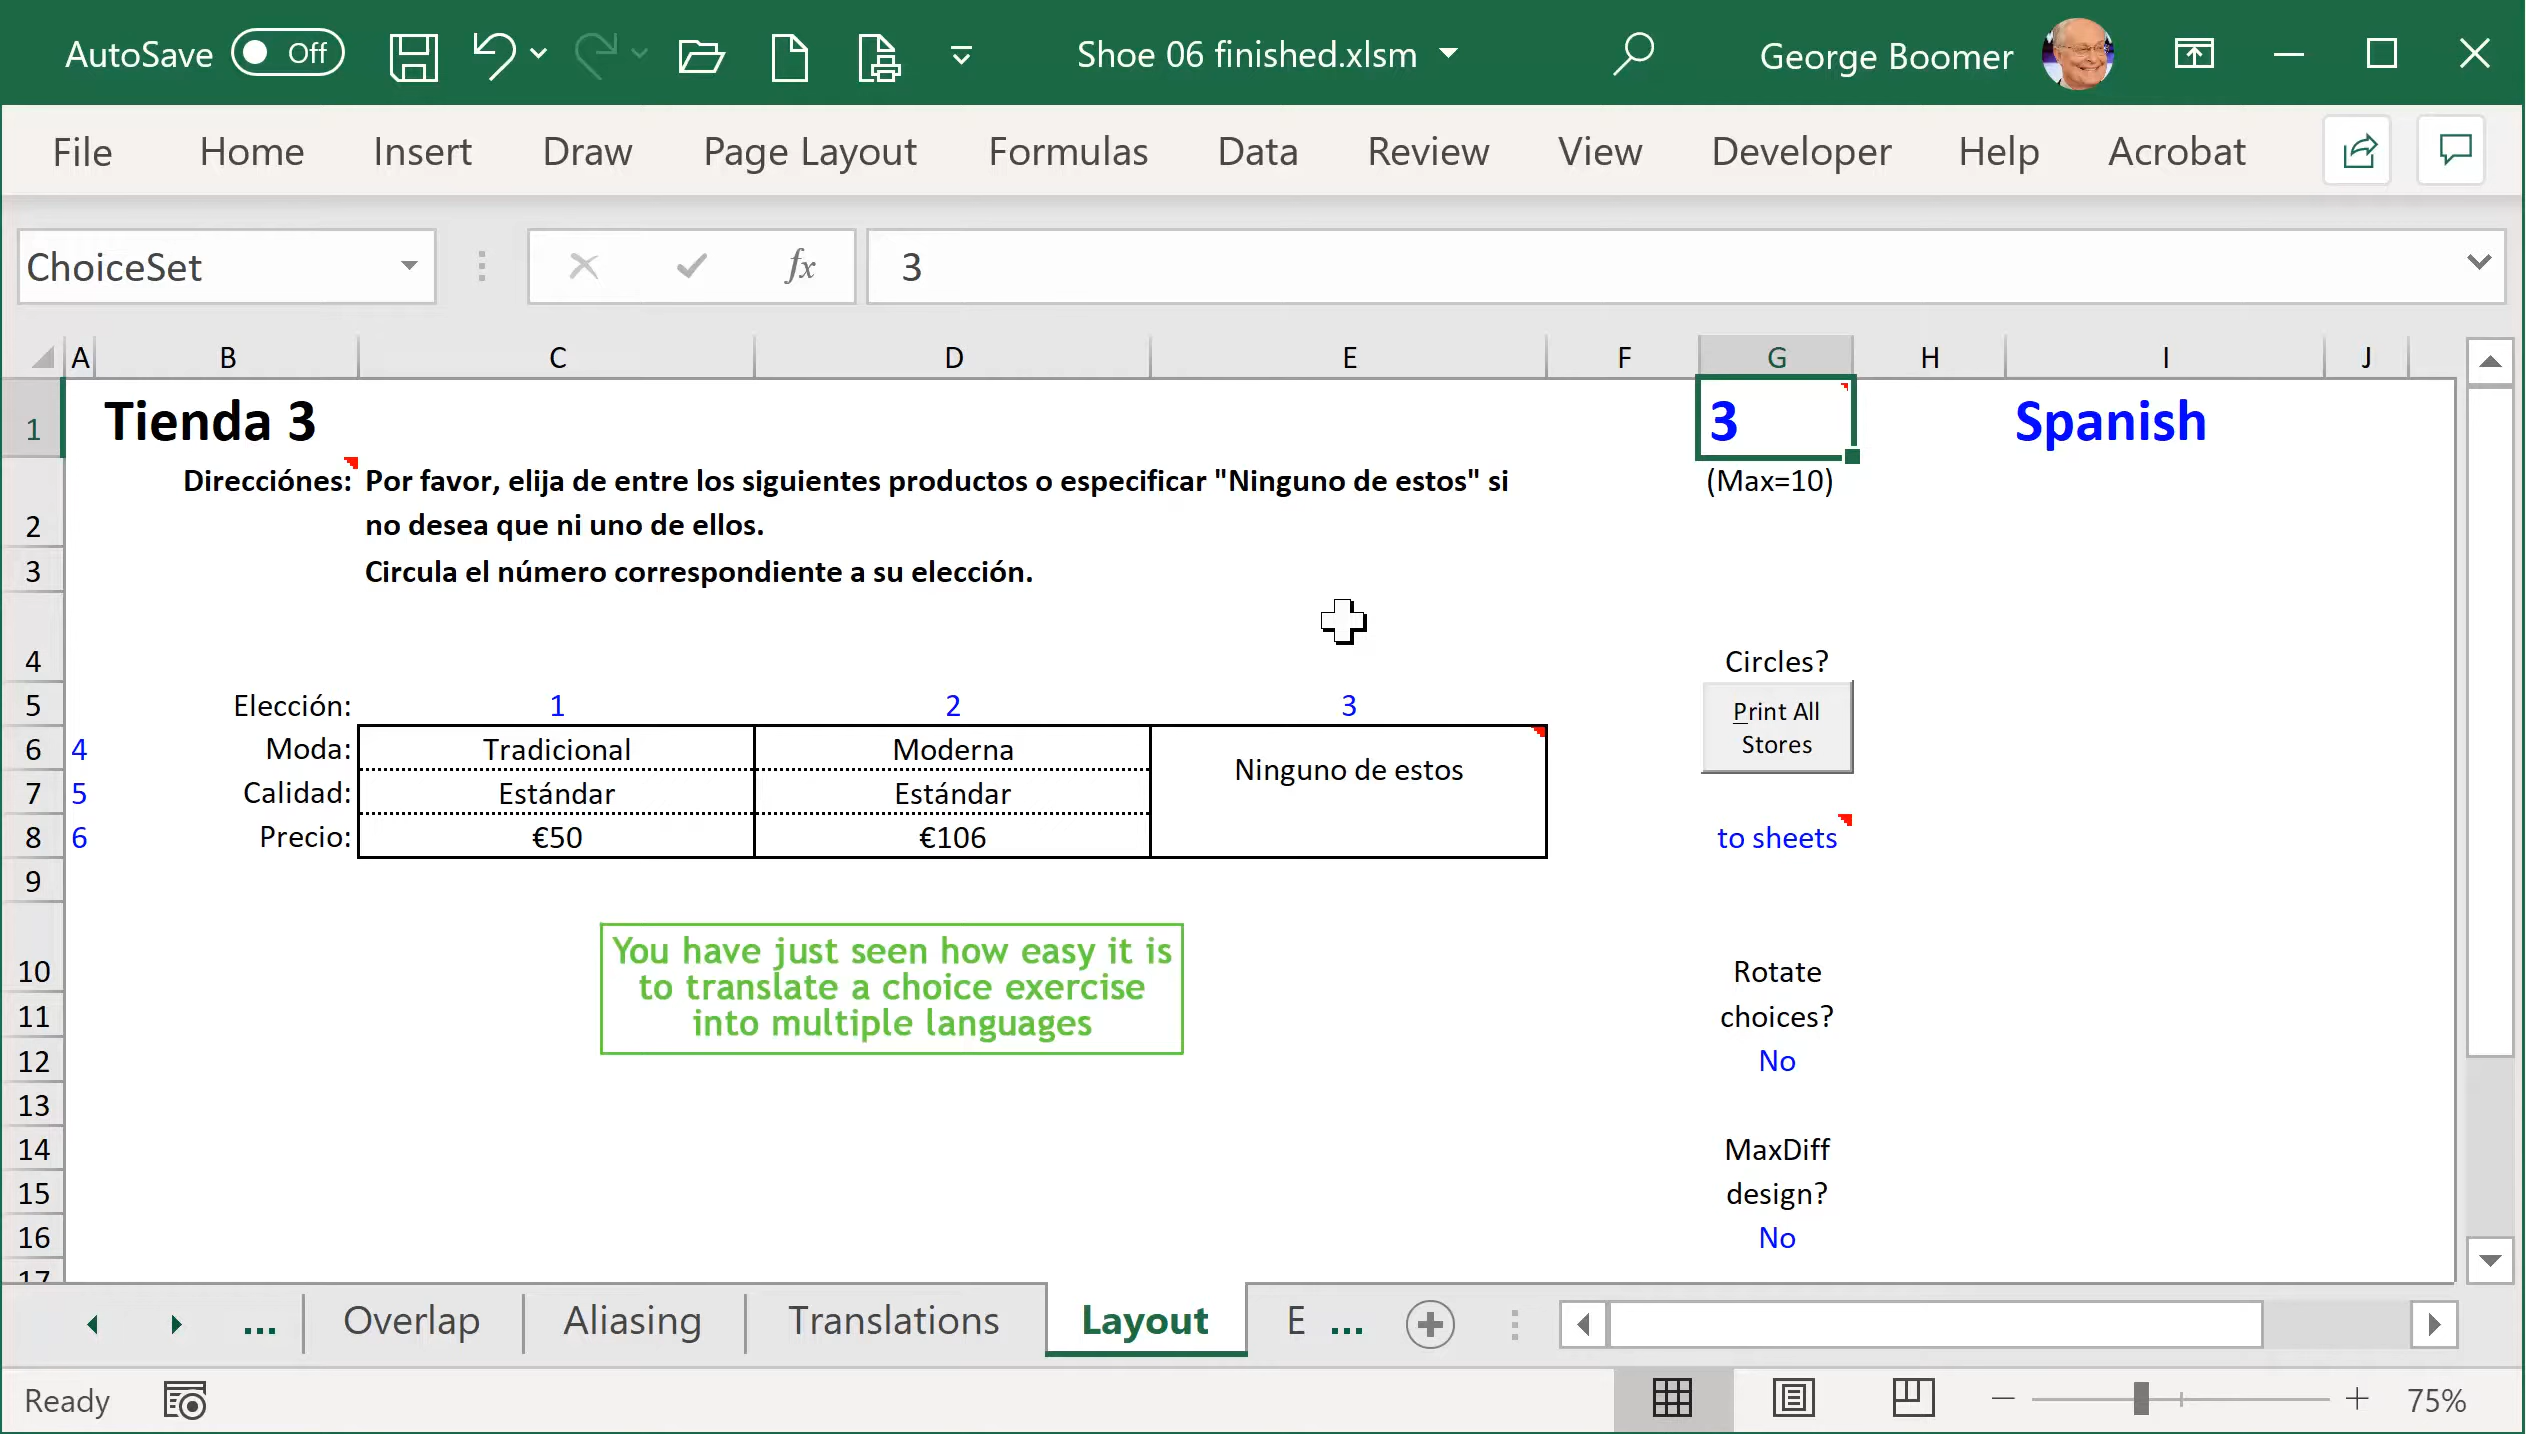 AutoSave Off Shoe 06 finished.xlsm George Boomer
File Home Insert Draw Page Layout Formulas Data Review View Developer Help Acrobat
ChoiceSet fx 3
A B C D E F G H I J
1 Tienda 3 3 Spanish
Direcciónes: Por favor, elija de entre los siguientes productos o especificar "Ninguno de estos" si (Max=10)
2 no desea que ni uno de ellos.
3 Circula el número correspondiente a su elección.
4 Circles?
5 Elección: 1 2 3
Print All
6 4 Moda: Tradicional Moderna
Stores
Ninguno de estos
7 5 Calidad: Estándar Estándar
8 6 Precio: €50 €106 to sheets
9
You have just seen how easy it is
10 to translate a choice exercise Rotate
11 into multiple languages choices?
12 No
13
14 MaxDiff
15 design?
16 No
17
... Overlap Aliasing Translations Layout E ...
Ready 75%